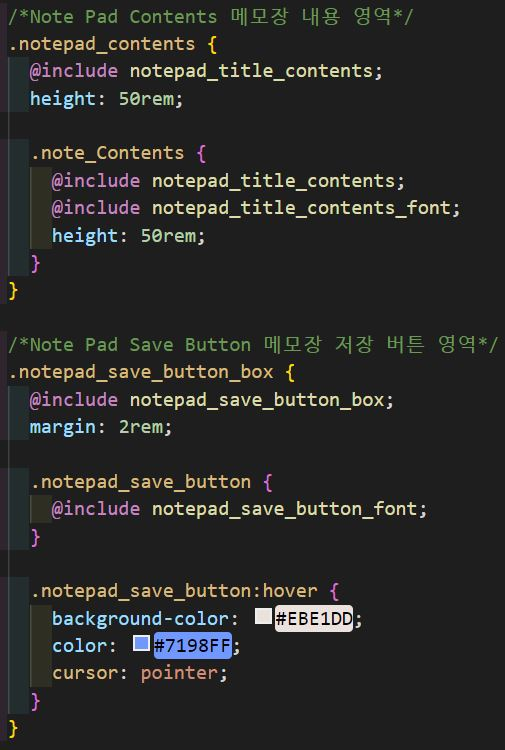 /*Note Pad Contents 메모장 내용 영역*/
.notepad_contents {
@include notepad_title_contents;
height: 50rem;
.note_Contents {
@include notepad_title_contents;
@include notepad_title_contents_font;
height: 50rem;
}
}
/*Note Pad Save Button 메모장 저장 버튼 영역*/
.notepad_save_button_box {
@include notepad_save_button_box;
margin: 2rem;
.notepad_save_button {
@include notepad_save_button_font;
}
.notepad_save_button:hover {
background-color: #EBE1DD;
color: #7198FF;
cursor: pointer;
}
}